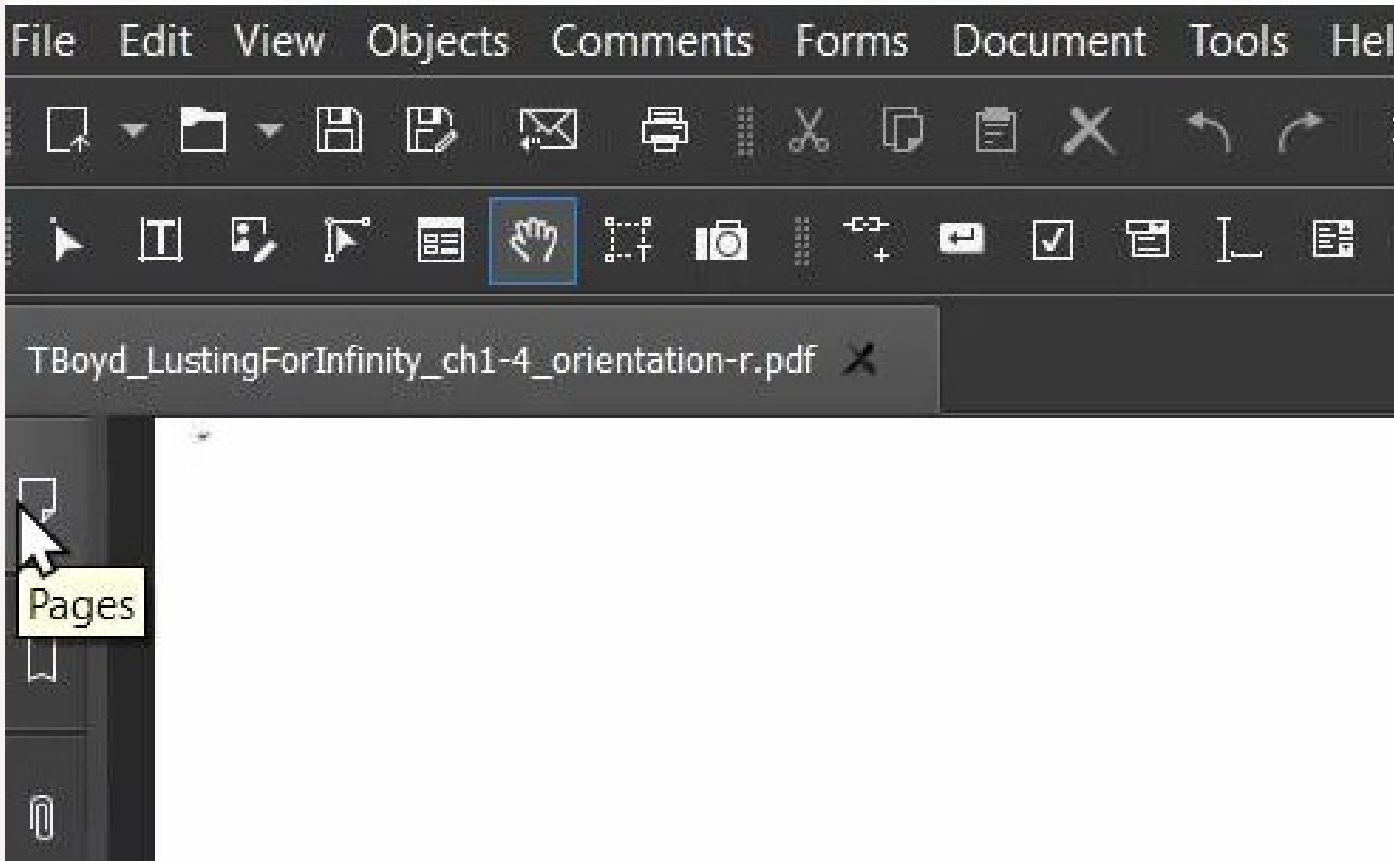 File Edit View Objects Comments Forms Document Tools Hel
TBoyd_LustingForInfinity_ch1-4_orientation-r.pdf
Pages